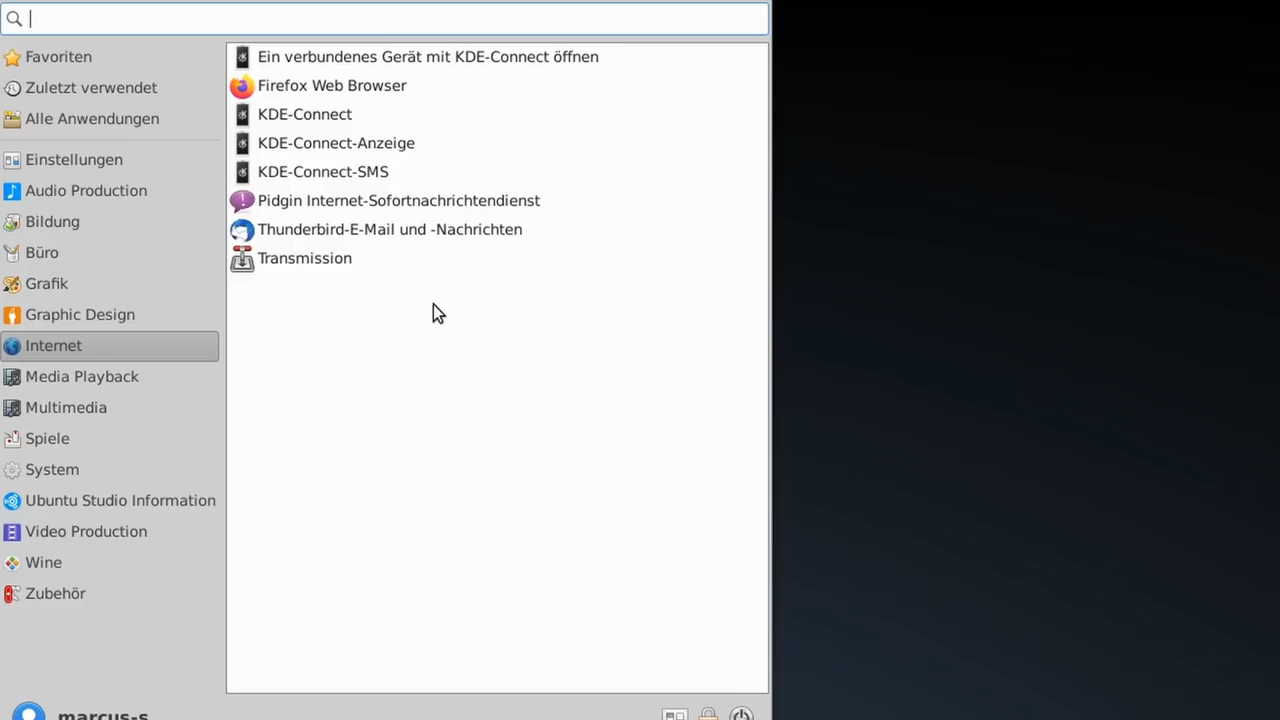 Favoriten
Zuletzt verwendet
Alle Anwendungen
Einstellungen
Audio Production
Bildung
Büro
Grafik
Graphic Design
Internet
Media Playback
Multimedia
Spiele
System
Ubuntu Studio Information
Video Production
Wine
Zubehör
Ein verbundenes Gerät mit KDE-Connect öffnen
Firefox Web Browser
KDE-Connect
KDE-Connect-Anzeige
KDE-Connect-SMS
Pidgin Internet-Sofortnachrichtendienst
Thunderbird-E-Mail und -Nachrichten
Transmission
marcus-s